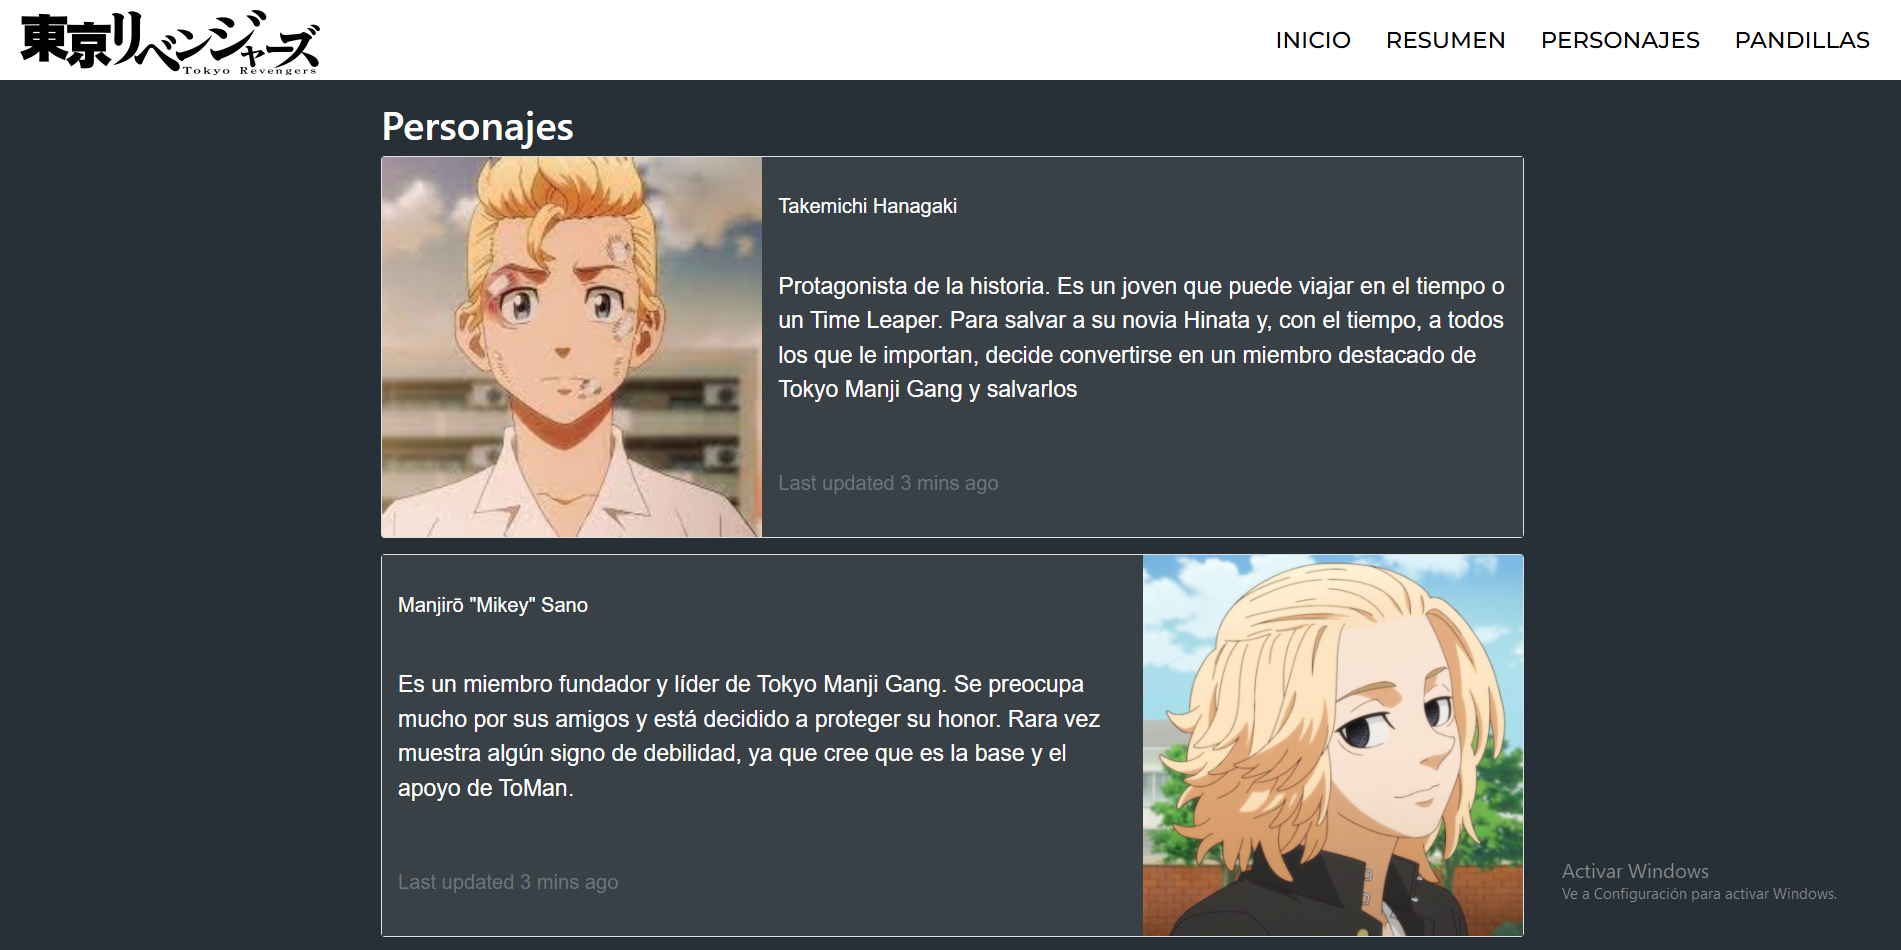 東京リベンジャーズ
Tokyo Revengers
INICIO RESUMEN PERSONAJES PANDILLAS
Personajes
Takemichi Hanagaki
Protagonista de la historia. Es un joven que puede viajar en el tiempo o
un Time Leaper. Para salvar a su novia Hinata y, con el tiempo, a todos
los que le importan, decide convertirse en un miembro destacado de
Tokyo Manji Gang y salvarlos
Last updated 3 mins ago
Manjirō "Mikey" Sano
Es un miembro fundador y líder de Tokyo Manji Gang. Se preocupa
mucho por sus amigos y está decidido a proteger su honor. Rara vez
muestra algún signo de debilidad, ya que cree que es la base y el
apoyo de ToMan.
Last updated 3 mins ago
Activar Windows
Ve a Configuración para activar Windows.